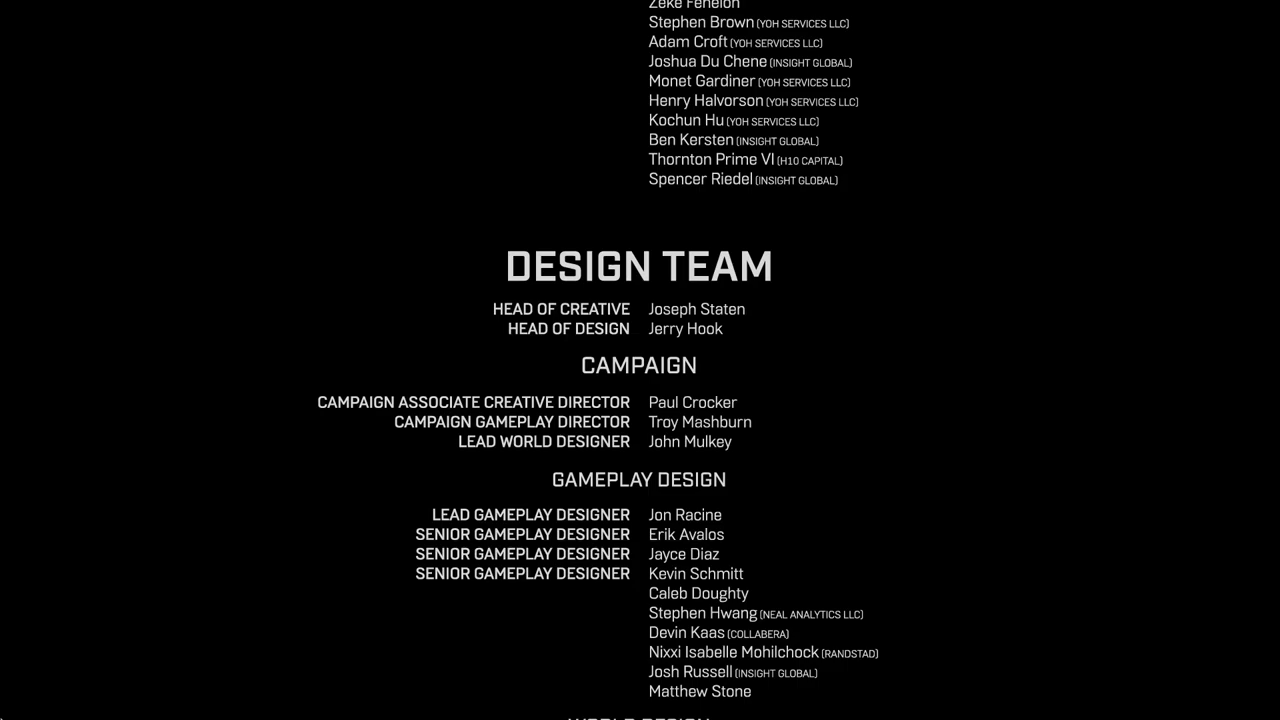 Zeke Fenelon
Stephen Brown (YOH SERVICES LLC)
Adam Croft (YOH SERVICES LLC)
Joshua Du Chene (INSIGHT GLOBAL)
Monet Gardiner (YOH SERVICES LLC)
Henry Halvorson (YOH SERVICES LLC)
Kochun Hu (YOH SERVICES LLC)
Ben Kersten (INSIGHT GLOBAL)
Thornton Prime VI (H10 CAPITAL)
Spencer Riedel (INSIGHT GLOBAL)
DESIGN TEAM
HEAD OF CREATIVE Joseph Staten
HEAD OF DESIGN Jerry Hook
CAMPAIGN
CAMPAIGN ASSOCIATE CREATIVE DIRECTOR Paul Crocker
CAMPAIGN GAMEPLAY DIRECTOR Troy Mashburn
LEAD WORLD DESIGNER John Mulkey
GAMEPLAY DESIGN
LEAD GAMEPLAY DESIGNER Jon Racine
SENIOR GAMEPLAY DESIGNER Erik Avalos
SENIOR GAMEPLAY DESIGNER Jayce Diaz
SENIOR GAMEPLAY DESIGNER Kevin Schmitt
Caleb Doughty
Stephen Hwang (NEAL ANALYTICS LLC)
Devin Kaas (COLLABERA)
Nixxi Isabelle Mohilchock (RANDSTAD)
Josh Russell (INSIGHT GLOBAL)
Matthew Stone